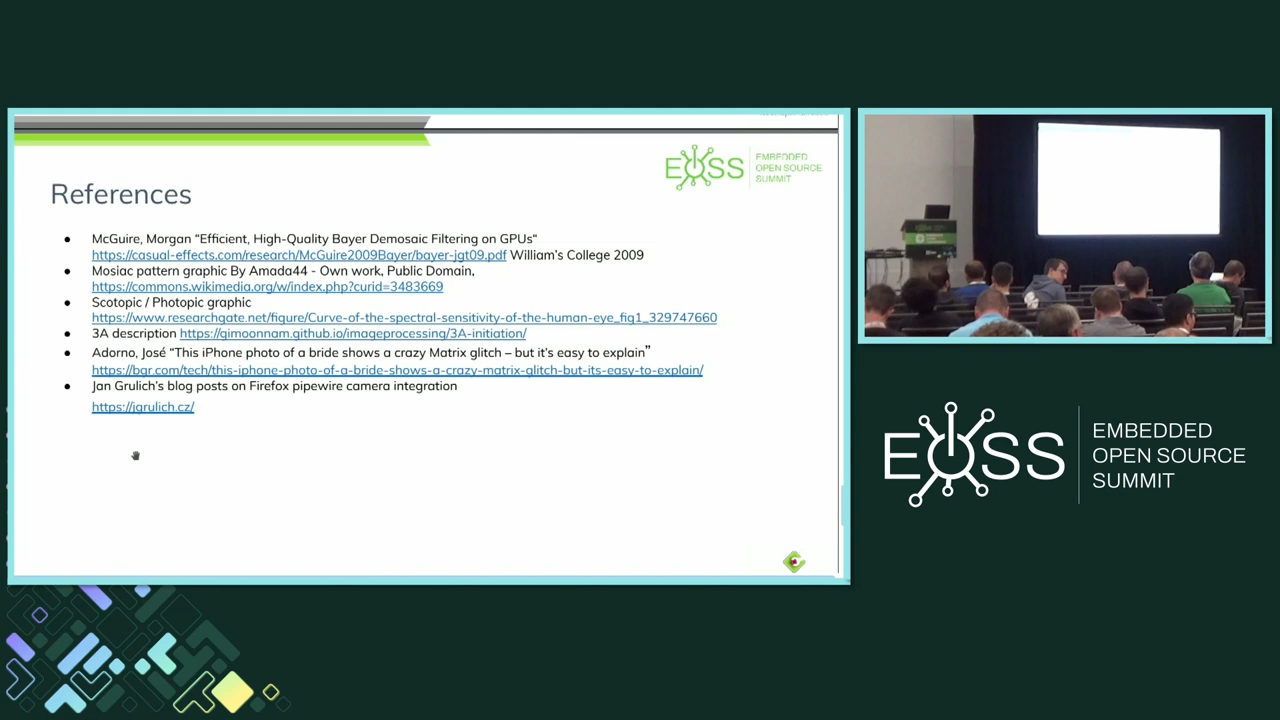 EOSS
EMBEDDED
OPEN SOURCE
SUMMIT
References
● McGuire, Morgan “Efficient, High-Quality Bayer Demosaic Filtering on GPUs“
https://casual-effects.com/research/McGuire2009Bayer/bayer-jgt09.pdf William’s College 2009
● Mosiac pattern graphic By Amada44 - Own work, Public Domain,
https://commons.wikimedia.org/w/index.php?curid=3483669
● Scotopic / Photopic graphic
https://www.researchgate.net/figure/Curve-of-the-spectral-sensitivity-of-the-human-eye_fig1_329747660
● 3A description https://gimoonnam.github.io/imageprocessing/3A-initiation/
● Adorno, José “This iPhone photo of a bride shows a crazy Matrix glitch – but it’s easy to explain”
https://bgr.com/tech/this-iphone-photo-of-a-bride-shows-a-crazy-matrix-glitch-but-its-easy-to-explain/
● Jan Grulich’s blog posts on Firefox pipewire camera integration
https://jgrulich.cz/
EOSS
EMBEDDED
OPEN SOURCE
SUMMIT